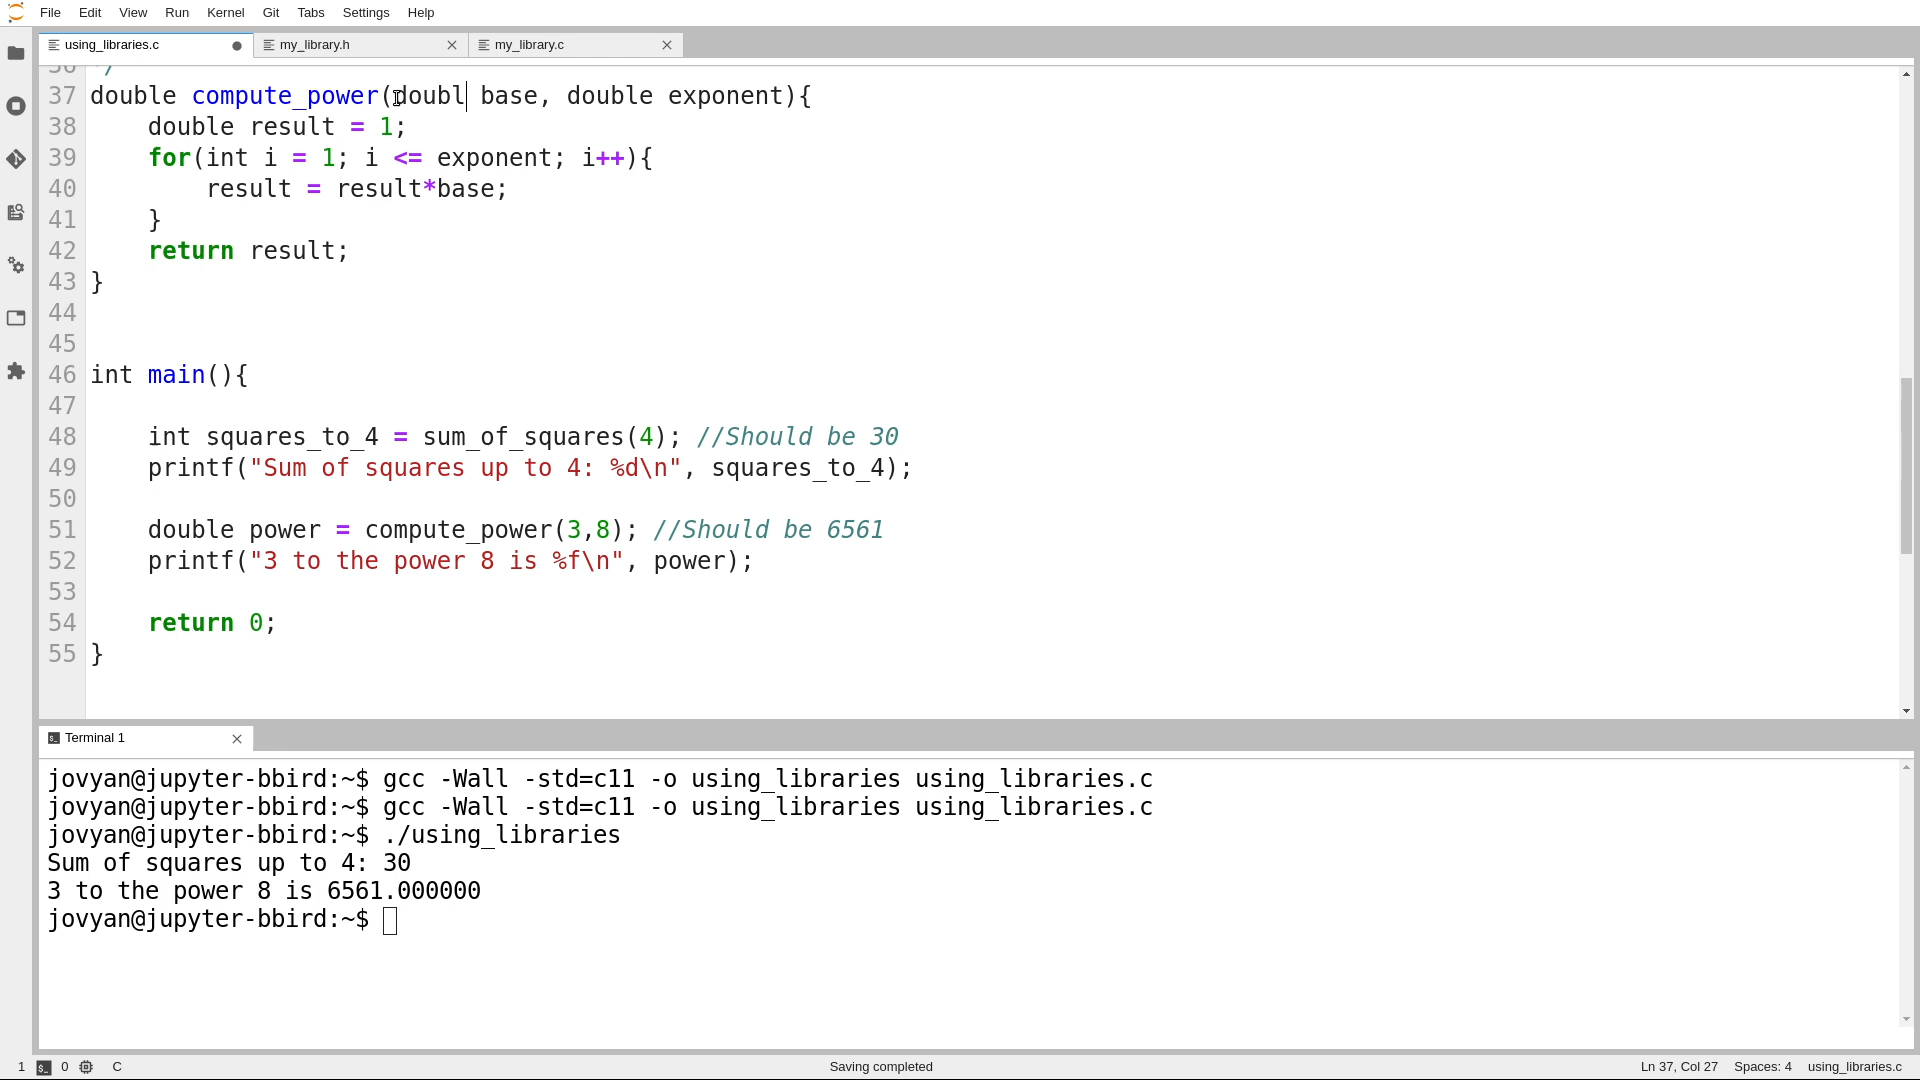 File Edit View Run Kernel Git Tabs Settings Help
using_libraries.c my_library.h my_library.c
36 */
37 double compute_power(doubl base, double exponent){
38     double result = 1;
39     for(int i = 1; i <= exponent; i++){
40         result = result*base;
41     }
42     return result;
43 }
44
45
46 int main(){
47
48     int squares_to_4 = sum_of_squares(4); //Should be 30
49     printf("Sum of squares up to 4: %d\n", squares_to_4);
50
51     double power = compute_power(3,8); //Should be 6561
52     printf("3 to the power 8 is %f\n", power);
53
54     return 0;
55 }
Terminal 1
jovyan@jupyter-bbird:~$ gcc -Wall -std=c11 -o using_libraries using_libraries.c
jovyan@jupyter-bbird:~$ gcc -Wall -std=c11 -o using_libraries using_libraries.c
jovyan@jupyter-bbird:~$ ./using_libraries
Sum of squares up to 4: 30
3 to the power 8 is 6561.000000
jovyan@jupyter-bbird:~$
1 0 C Saving completed Ln 37, Col 27 Spaces: 4 using_libraries.c